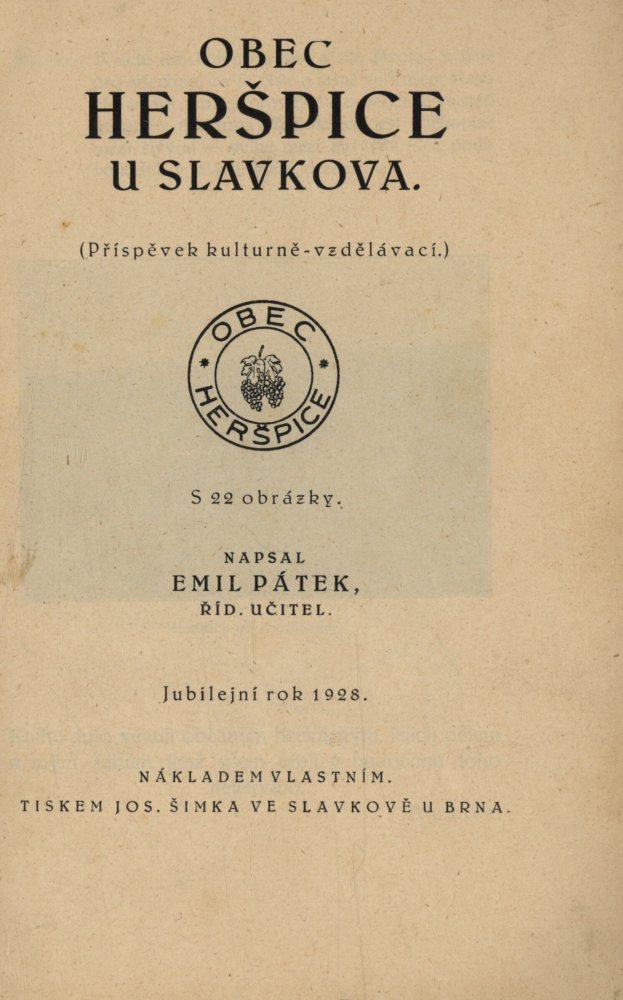 OBEC
HERŠPICE
U SLAVKOVA.
(Příspěvek kulturně-vzdělávací.)
OBEC
HERŠPICE
S 22 obrázky.
NAPSAL
EMIL PÁTEK,
ŘÍD. UČITEL.
Jubilejní rok 1928.
NÁKLADEM VLASTNÍM.
TISKEM JOS. ŠIMKA VE SLAVKOVĚ U BRNA.